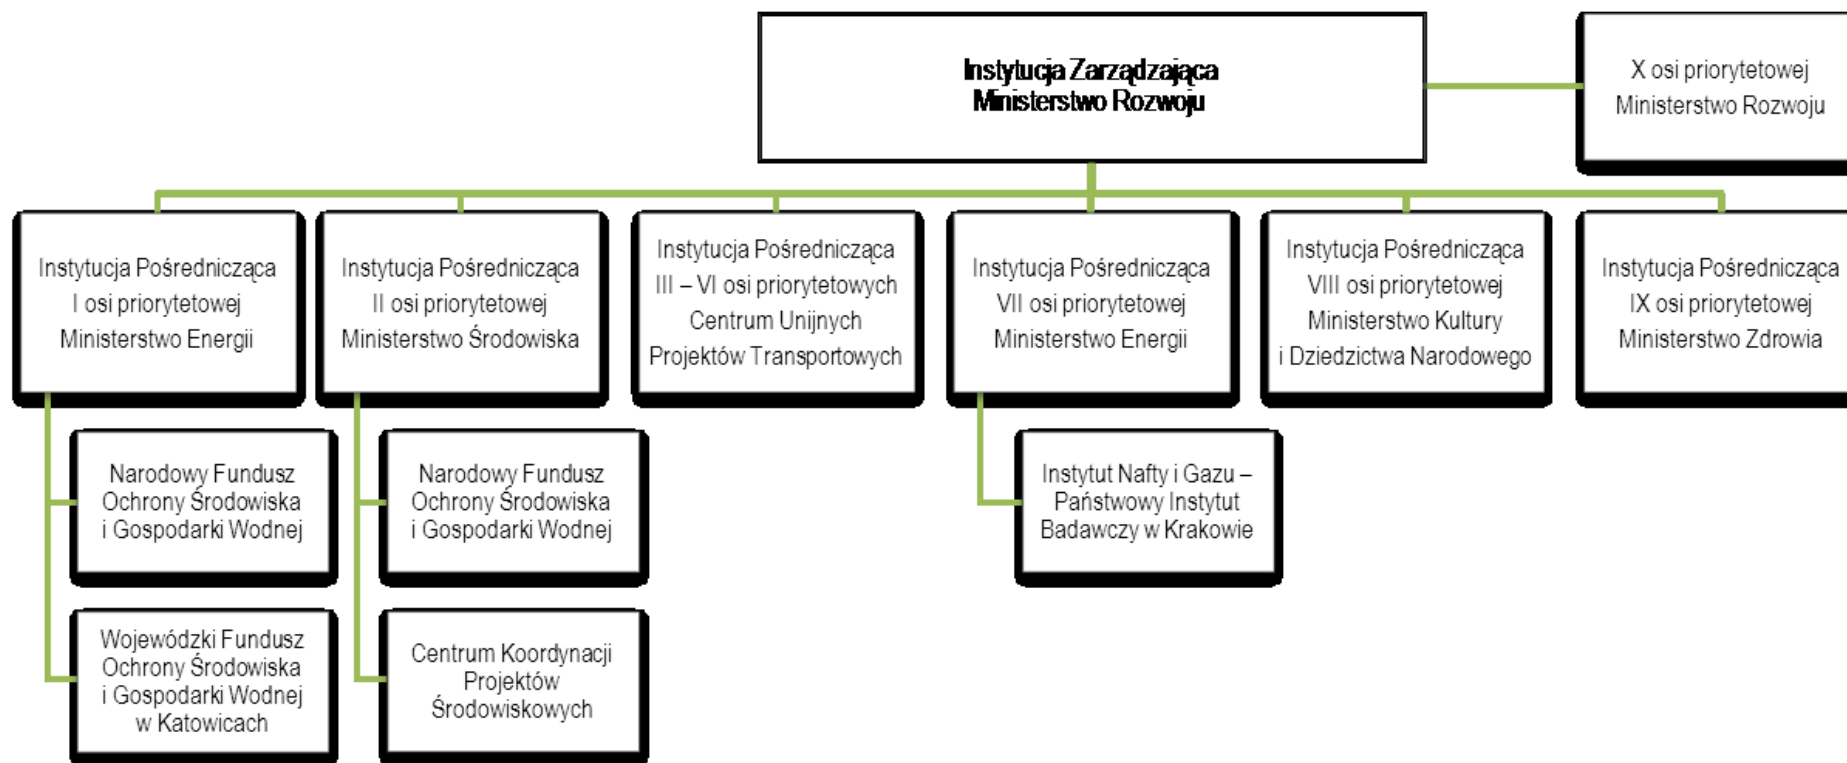 Instytucja Zarządzająca
Ministerstwo Rozwoju
X osi priorytetowej
Ministerstwo Rozwoju
Instytucja Pośrednicząca
I osi priorytetowej
Ministerstwo Energii
Instytucja Pośrednicząca
II osi priorytetowej
Ministerstwo Środowiska
Instytucja Pośrednicząca
III – VI osi priorytetowych
Centrum Unijnych
Projektów Transportowych
Instytucja Pośrednicząca
VII osi priorytetowej
Ministerstwo Energii
Instytucja Pośrednicząca
VIII osi priorytetowej
Ministerstwo Kultury
i Dziedzictwa Narodowego
Instytucja Pośrednicząca
IX osi priorytetowej
Ministerstwo Zdrowia
Narodowy Fundusz
Ochrony Środowiska
i Gospodarki Wodnej
Narodowy Fundusz
Ochrony Środowiska
i Gospodarki Wodnej
Instytut Nafty i Gazu –
Państwowy Instytut
Badawczy w Krakowie
Wojewódzki Fundusz
Ochrony Środowiska
i Gospodarki Wodnej
w Katowicach
Centrum Koordynacji
Projektów
Środowiskowych